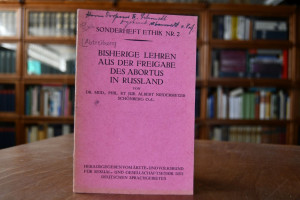 SONDERHEFT ETHIK NR. 2
BISHERIGE LEHREN
AUS DER FREIGABE
DES ABORTUS
IN RUSSLAND
VON
DR. MED., PHIL. ET JUR. ALBERT NIEDERMEYER
SCHÖNBERG O.-L.
HERAUSGEGEBEN VOM ÄRZTE- UND VOLKSBUND
FÜR SEXUAL- UND GESELLSCHAFTSETHIK DES
DEUTSCHEN SPRACHGEBIETES